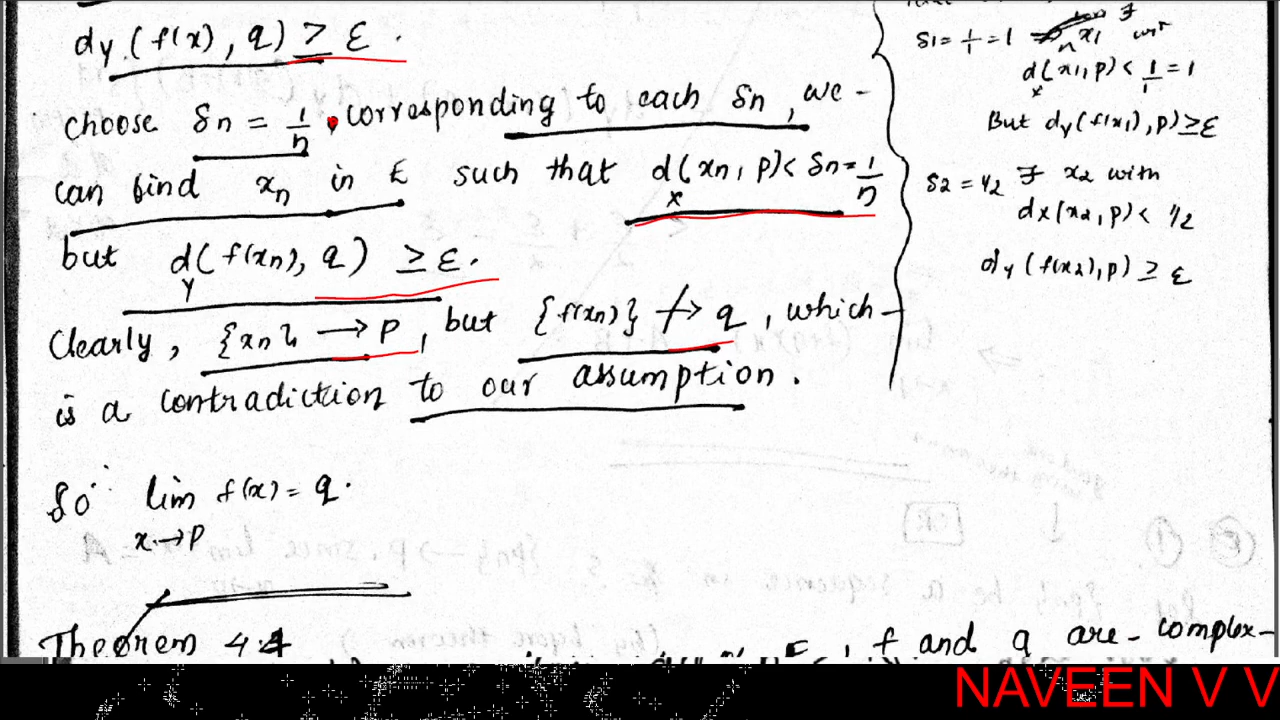 dy (f(x), q) ≥ ε.
choose δn = 1/n, corresponding to each δn, we-
can find xn in E such that dx(xn, p) < δn = 1/n
but dy(f(xn), q) ≥ ε.
Clearly, {xn} → p, but {f(xn)} ↛ q, which
is a contradiction to our assumption.
So lim x→p f(x) = q.
Theorem 4.4
f and g are complex-
δ1 = 1/1 = 1 x1
dx(x1, p) < 1/1 = 1
But dy (f(x1), p) ≥ ε
δ2 = 1/2 ∃ x2 with
dx(x2, p) < 1/2
dy (f(x2), p) ≥ ε
NAVEEN V V